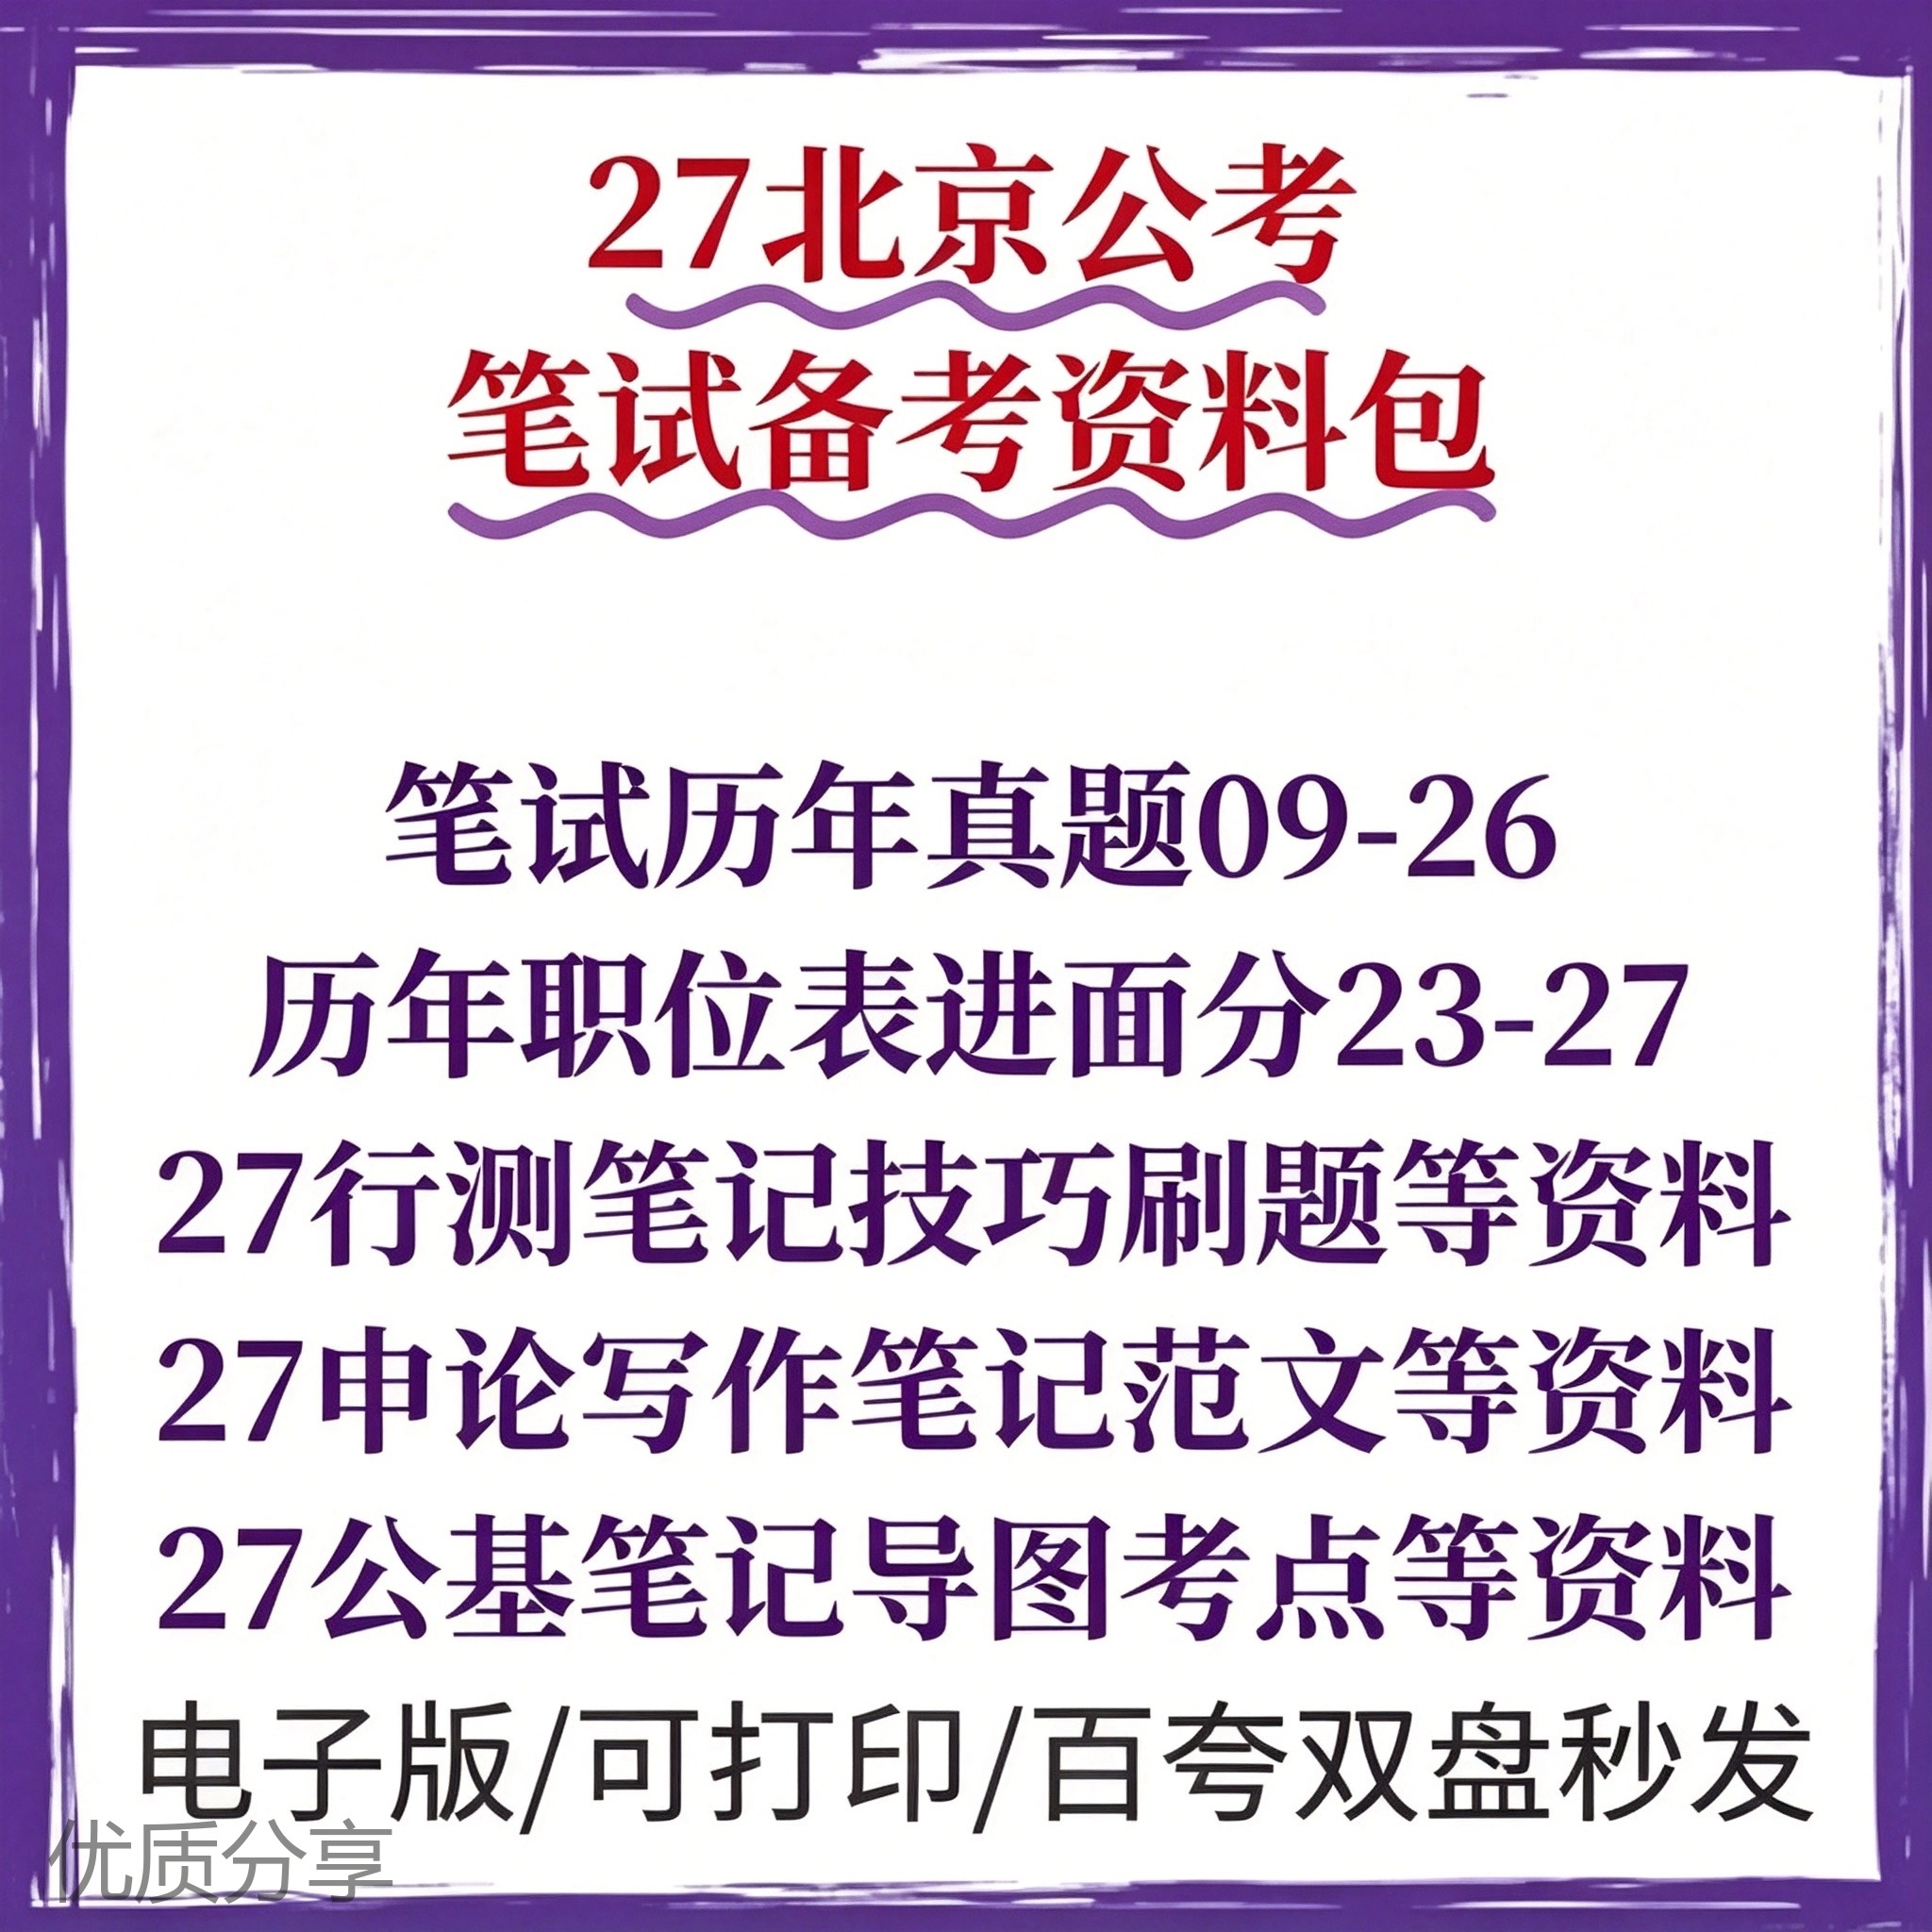 27北京公考
笔试备考资料包
笔试历年真题09-26
历年职位表进面分23-27
27行测笔记技巧刷题等资料
27申论写作笔记范文等资料
27公基笔记导图考点等资料
电子版/可打印/百夸双盘秒发
优质分享